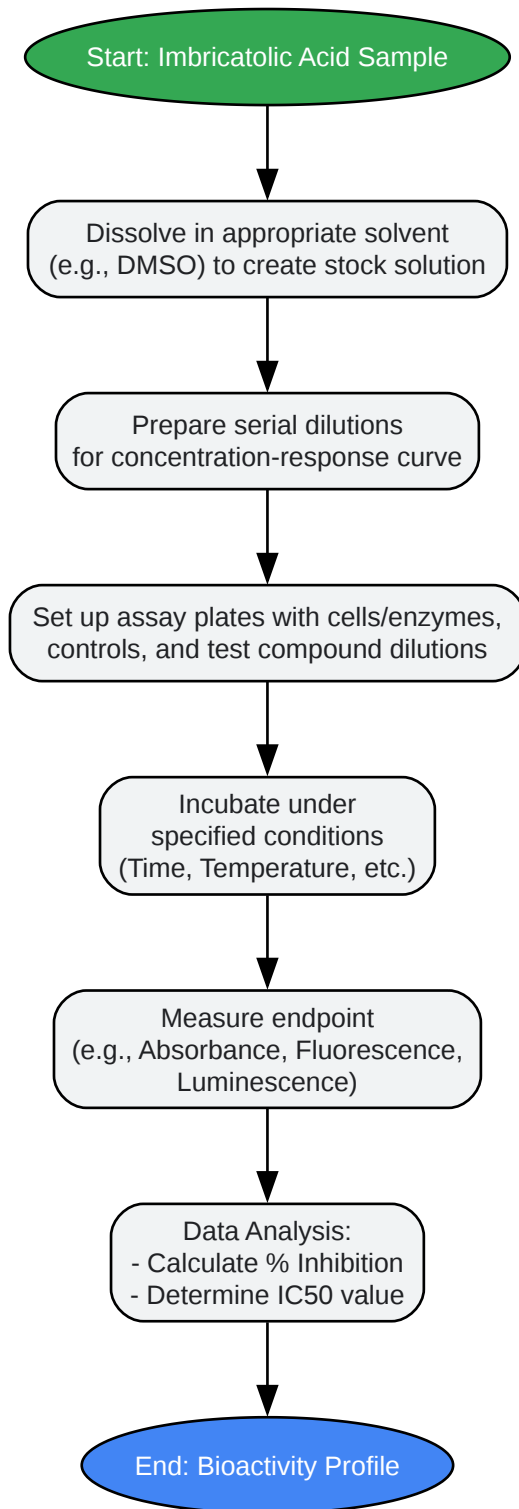 Start: Imbricatolic Acid Sample
Dissolve in appropriate solvent
(e.g., DMSO) to create stock solution
Prepare serial dilutions
for concentration-response curve
Set up assay plates with cells/enzymes,
controls, and test compound dilutions
Incubate under
specified conditions
(Time, Temperature, etc.)
Measure endpoint
(e.g., Absorbance, Fluorescence,
Luminescence)
Data Analysis:
- Calculate % Inhibition
- Determine IC50 value
End: Bioactivity Profile